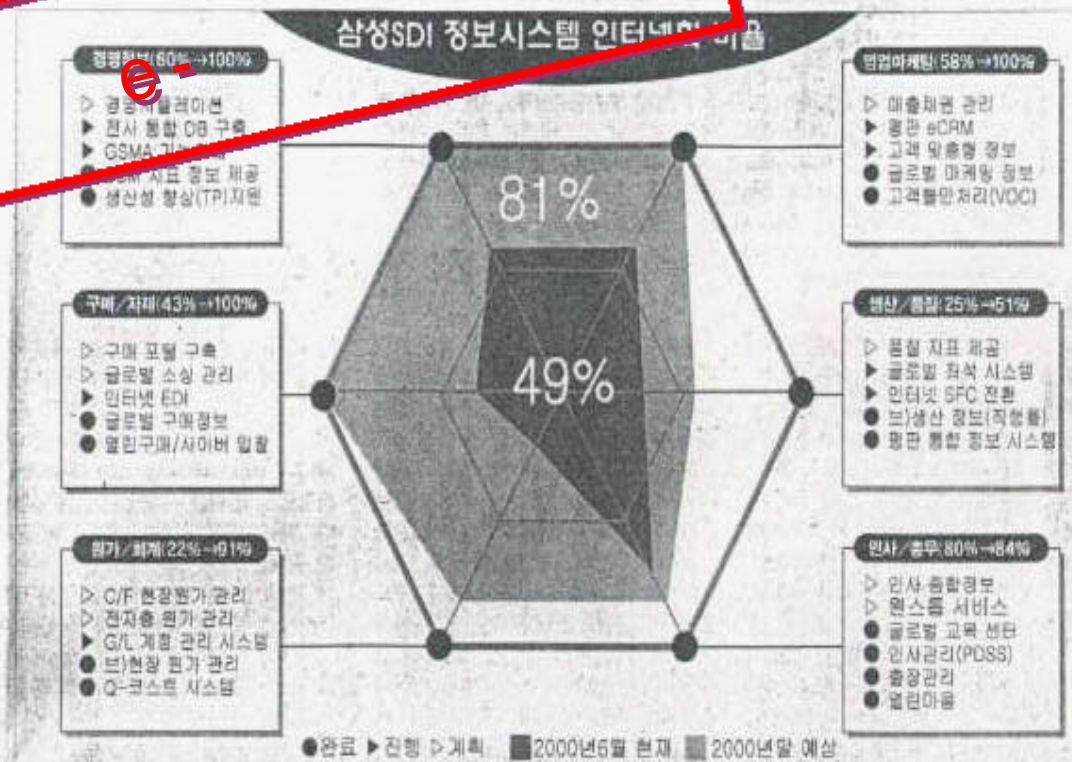 삼성SDI 정보시스템 인터넷화 비율
e-
경영정보(60%→100%)
▷ 경영시뮬레이션
▶ 전사 통합 DB 구축
▶ GSMA
지표 정보 제공
● 생산성 향상(TP)지원
구매/자재(43%→100%)
▷ 구매 포털 구축
▷ 글로벌 소싱 관리
▶ 인터넷 EDI
● 글로벌 구매정보
● 열린구매/사이버 입찰
원가/회계(22%→91%)
▷ C/F 현장원가 관리
▷ 전자총 원가 관리
▶ G/L 계정 관리 시스템
● 브)현장 원가 관리
● Q-코스트 시스템
81%
49%
영업마케팅(58%→100%)
▷ 매출채권 관리
▶ 평판 eCRM
▶ 고객 맞춤형 정보
● 글로벌 마케팅 정보
● 고객불만처리(VOC)
생산/품질(25%→51%)
▷ 품질 지표 제공
▶ 글로벌 좌석 시스템
▶ 인터넷 SFC 전환
● 브)생산 정보(직행률)
● 평판 통합 정보 시스템
인사/총무(80%→84%)
▷ 인사 종합정보
▷ 원스톱 서비스
● 글로벌 교육 센터
● 인사관리(PDSS)
● 출장관리
● 열린마음
●완료 ▶진행 ▷계획 ■2000년6월 현재 ■2000년말 예상